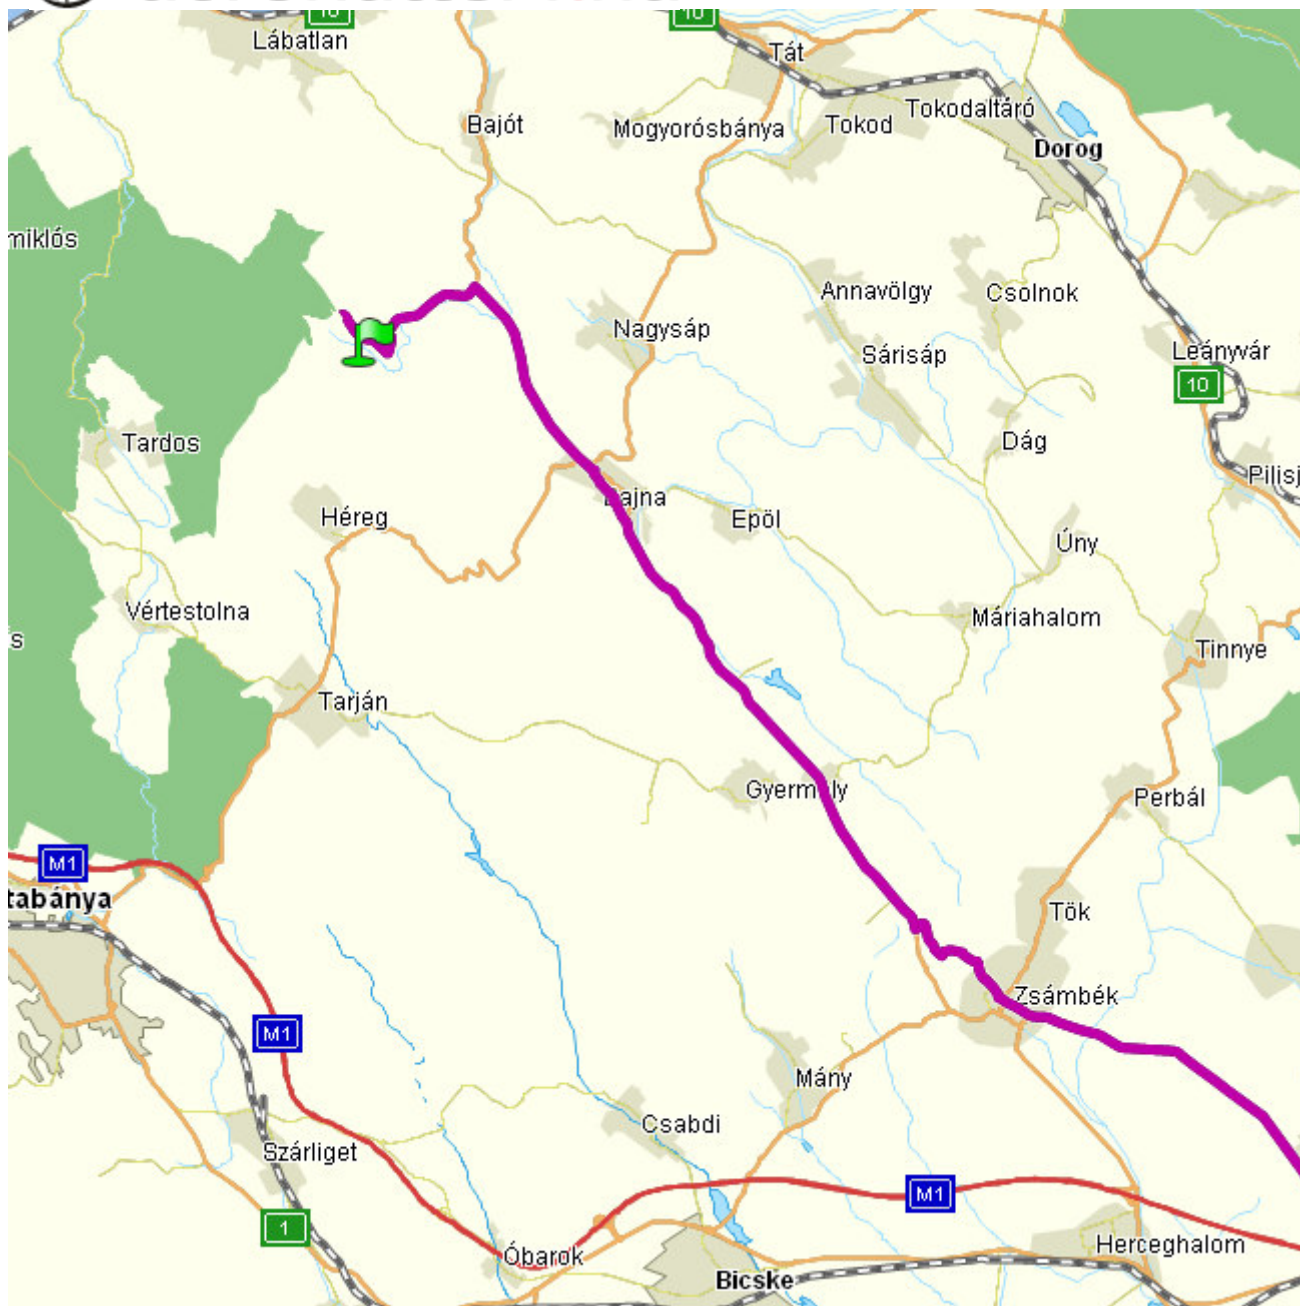 10
10
Lábatlan
Tát
Bajót
Mogyorósbánya
Tokod
Tokodaltáró
Dorog
miklós
Annavölgy
Csolnok
Nagysáp
Sárisáp
Leányvár
10
Tardos
Dág
Pilisj
Bajna
Héreg
Epöl
Úny
Vértestolna
Máriahalom
s
Tinnye
Tarján
Gyermely
Perbál
M1
tabánya
Tök
Zsámbék
M1
Mány
Csabdi
Szárliget
M1
1
Óbarok
Herceghalom
Bicske